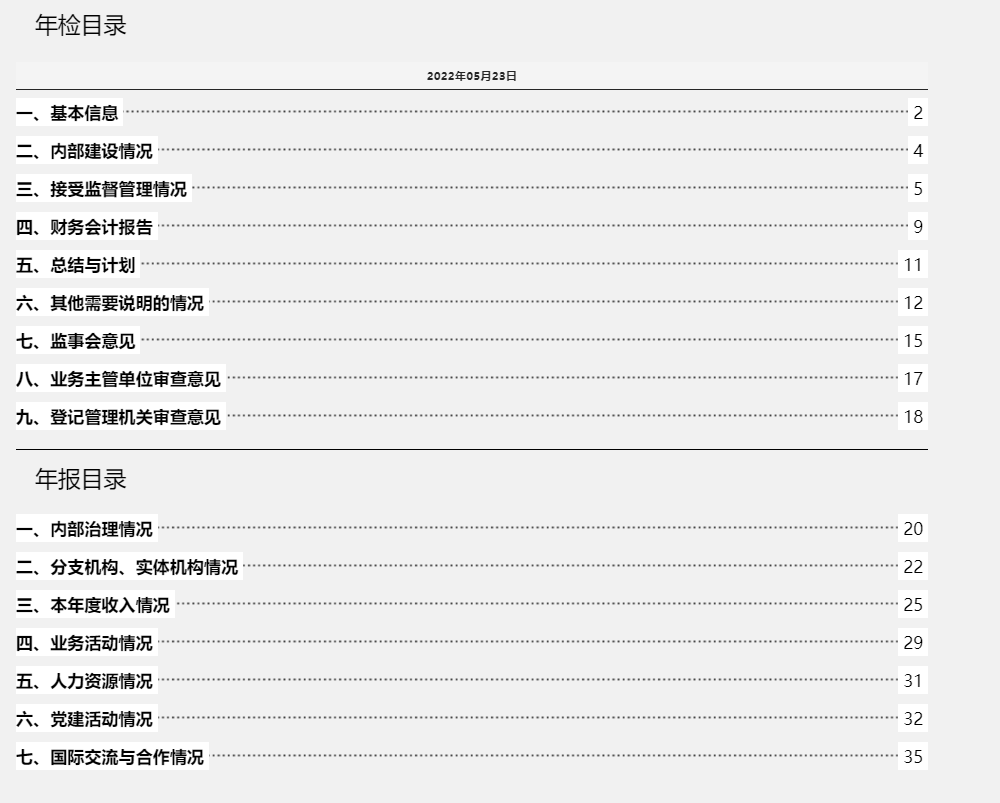 年检目录
2022年05月23日
一、基本信息 2
二、内部建设情况 4
三、接受监督管理情况 5
四、财务会计报告 9
五、总结与计划 11
六、其他需要说明的情况 12
七、监事会意见 15
八、业务主管单位审查意见 17
九、登记管理机关审查意见 18
年报目录
一、内部治理情况 20
二、分支机构、实体机构情况 22
三、本年度收入情况 25
四、业务活动情况 29
五、人力资源情况 31
六、党建活动情况 32
七、国际交流与合作情况 35